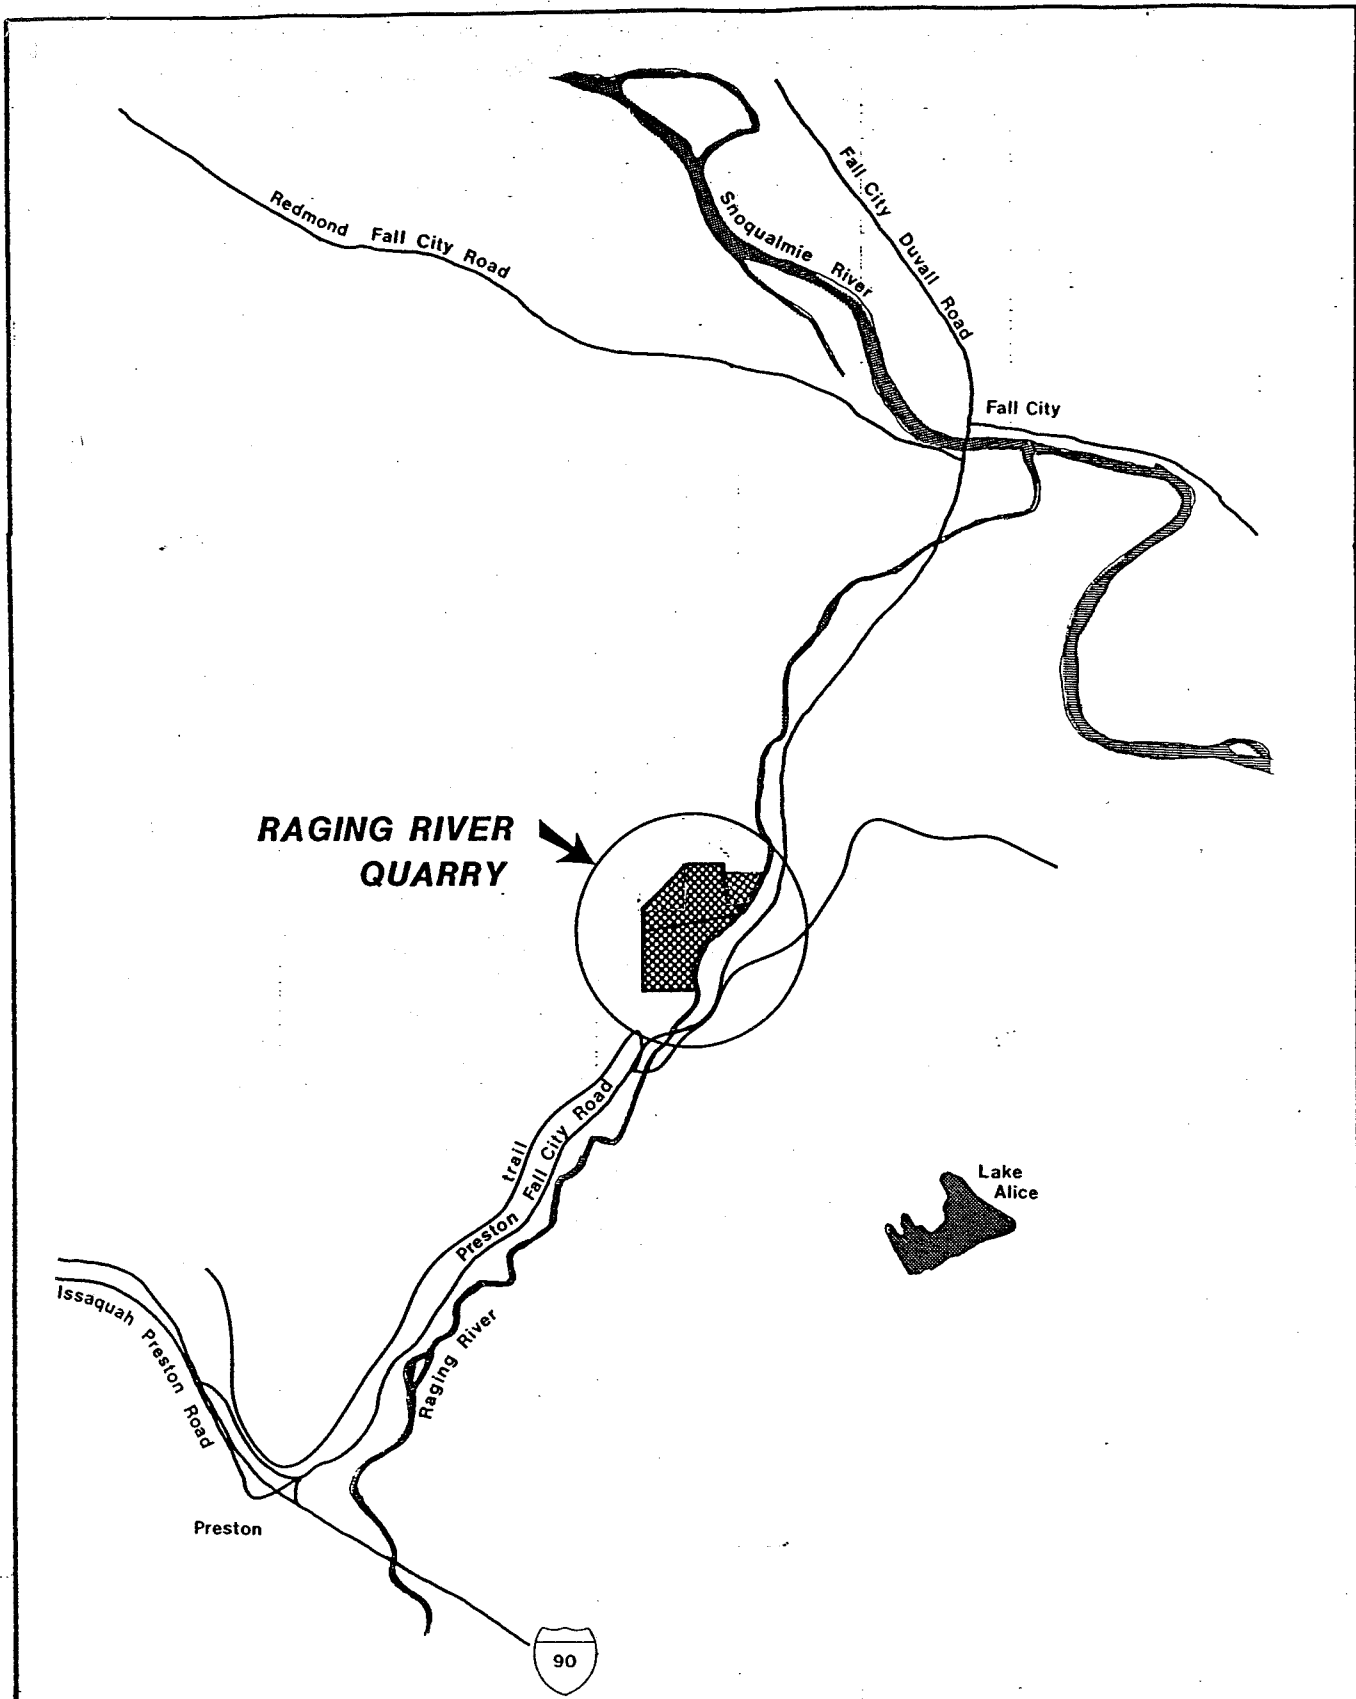 Redmond Fall City Road
Snoqualmie River
Fall City Duvall Road
Fall City
RAGING RIVER
QUARRY
trail
Preston Fall City Road
Lake
Alice
Raging River
Issaquah Preston Road
Preston
90